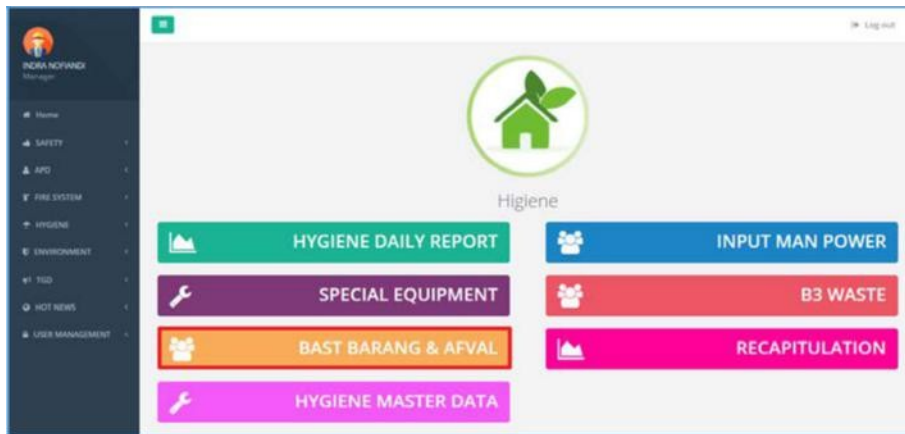 INDRA NOFIANDI
Manager
Home
SAFETY
APD
FIRE SYSTEM
HYGIENE
ENVIRONMENT
TGD
HOT NEWS
USER MANAGEMENT
Log out
Higiene
HYGIENE DAILY REPORT
INPUT MAN POWER
SPECIAL EQUIPMENT
B3 WASTE
BAST BARANG & AFVAL
RECAPITULATION
HYGIENE MASTER DATA